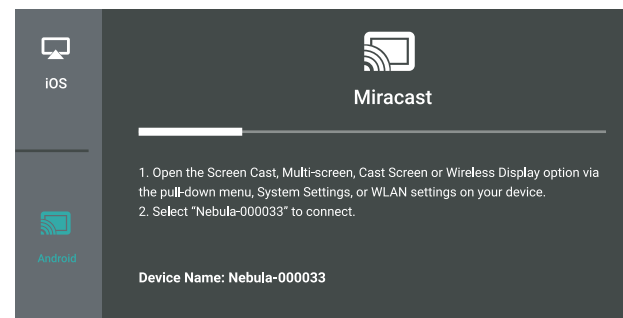 iOS
Android
Miracast
1. Open the Screen Cast, Multi-screen, Cast Screen or Wireless Display option via
the pull-down menu, System Settings, or WLAN settings on your device.
2. Select “Nebula-000033” to connect.
Device Name: Nebula-000033